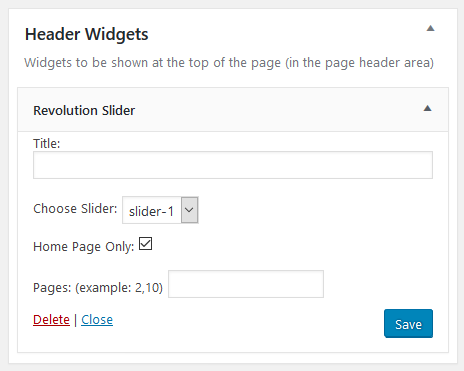 Header Widgets
Widgets to be shown at the top of the page (in the page header area)
Revolution Slider
Title:
Choose Slider: slider-1
Home Page Only:
Pages: (example: 2,10)
Delete | Close
Save